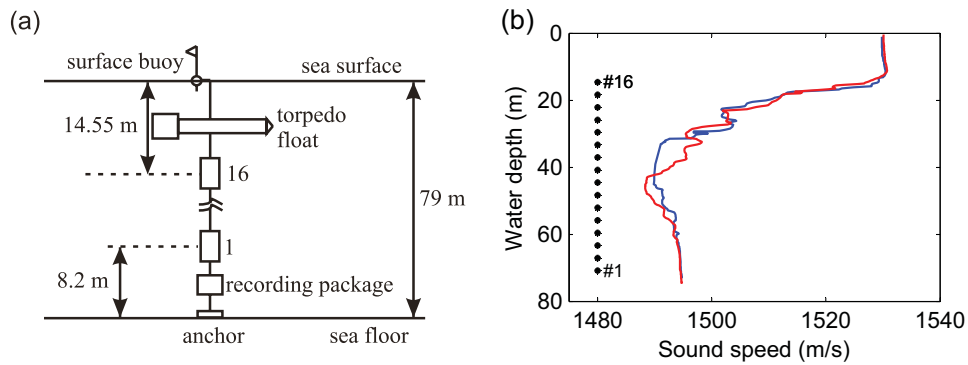 (a)
surface buoy
sea surface
14.55 m
torpedo
float
16
79 m
1
8.2 m
recording package
anchor
sea floor
(b)
0
20
40
60
80
Water depth (m)
#16
#1
1480
1500
1520
1540
Sound speed (m/s)